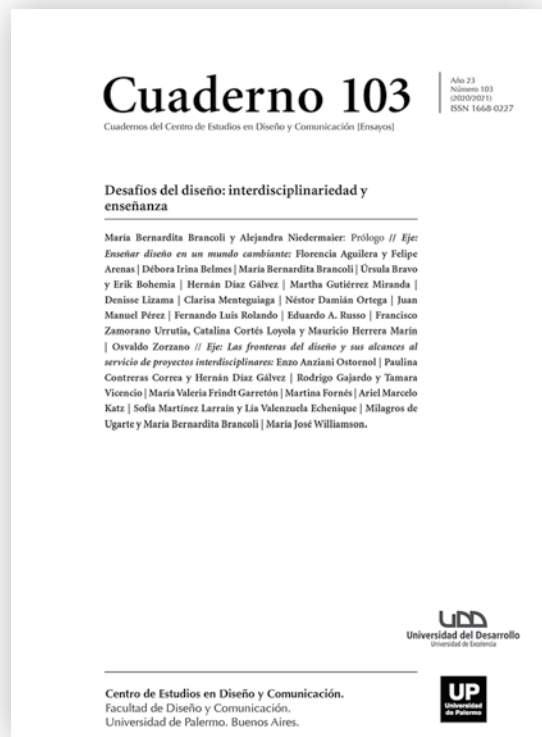 Cuaderno 103
Cuadernos del Centro de Estudios en Diseño y Comunicación [Ensayos]
Año 23
Número 103
(2020/2021)
ISSN 1668-0227
Desafíos del diseño: interdisciplinariedad y
enseñanza
María Bernardita Brancoli y Alejandra Niedermaier: Prólogo // Eje:
Enseñar diseño en un mundo cambiante: Florencia Aguilera y Felipe
Arenas | Débora Irina Belmes | María Bernardita Brancoli | Úrsula Bravo
y Erik Bohemia | Hernán Díaz Gálvez | Martha Gutiérrez Miranda |
Denisse Lizama | Clarisa Menteguiaga | Néstor Damián Ortega | Juan
Manuel Pérez | Fernando Luis Rolando | Eduardo A. Russo | Francisco
Zamorano Urrutia, Catalina Cortés Loyola y Mauricio Herrera Marín
| Osvaldo Zorzano // Eje: Las fronteras del diseño y sus alcances al
servicio de proyectos interdisciplinares: Enzo Anziani Ostornol | Paulina
Contreras Correa y Hernán Díaz Gálvez | Rodrigo Gajardo y Tamara
Vicencio | María Valeria Frindt Garretón | Martina Fornés | Ariel Marcelo
Katz | Sofía Martínez Larraín y Lía Valenzuela Echenique | Milagros de
Ugarte y María Bernardita Brancoli | María José Williamson.
UDD
Universidad del Desarrollo
Universidad de Excelencia
Centro de Estudios en Diseño y Comunicación.
Facultad de Diseño y Comunicación.
Universidad de Palermo. Buenos Aires.
UP
Universidad
de Palermo